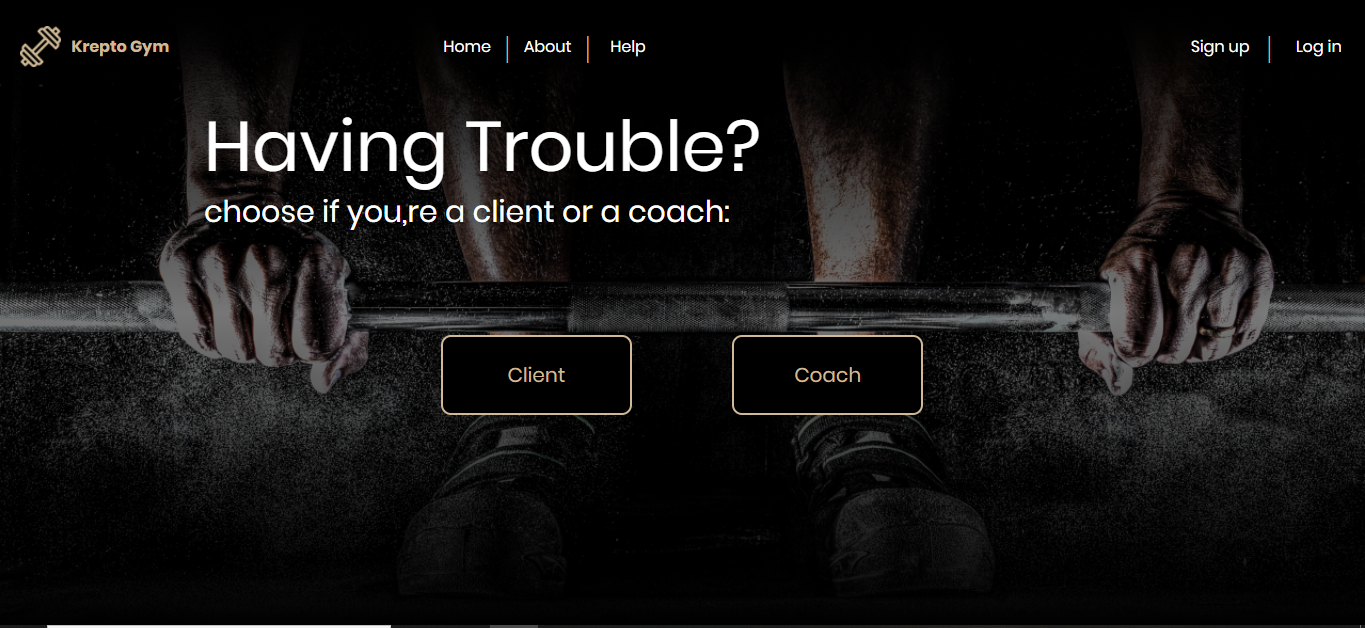 Krepto Gym
Home About Help
Sign up Log in
Having Trouble?
choose if you,re a client or a coach:
Client
Coach